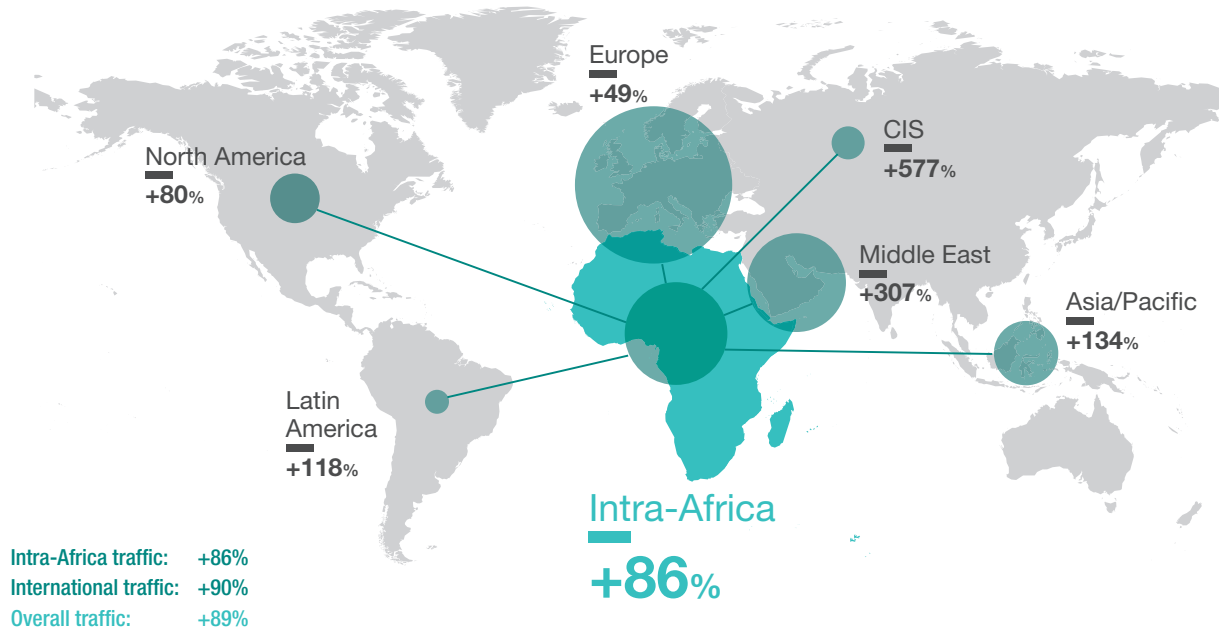 Europe
+49%
CIS
+577%
North America
+80%
Middle East
+307%
Asia/Pacific
+134%
Latin
America
+118%
Intra-Africa
+86%
Intra-Africa traffic: +86%
International traffic: +90%
Overall traffic: +89%